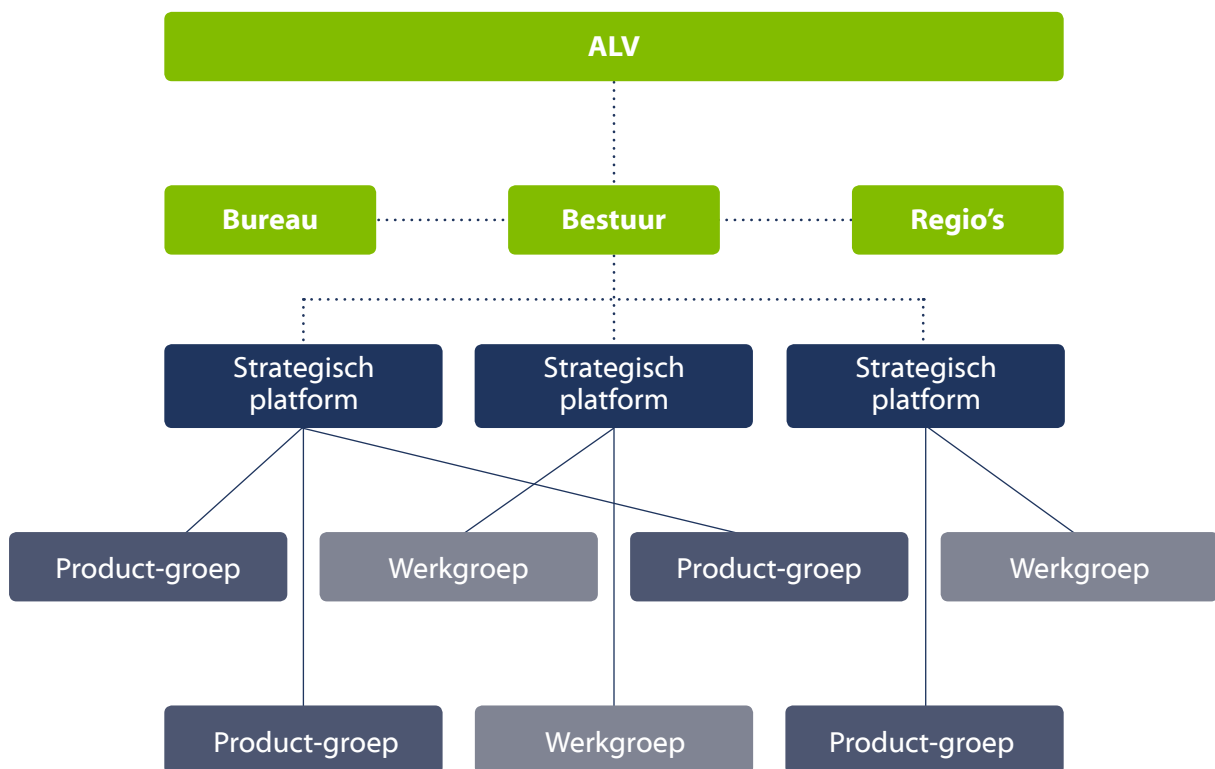 ALV
Bureau
Bestuur
Regio’s
Strategisch
platform
Strategisch
platform
Strategisch
platform
Product-groep
Werkgroep
Product-groep
Werkgroep
Product-groep
Werkgroep
Product-groep